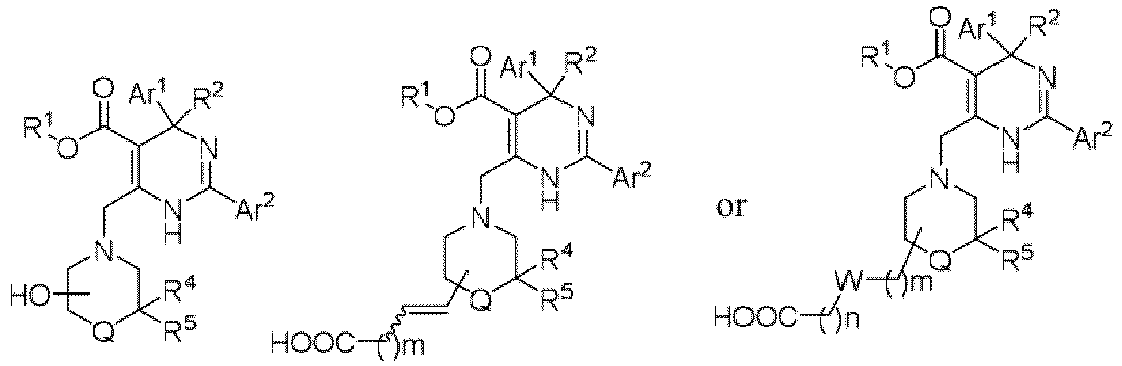 O Ar¹ R²
R¹ O N
N Ar²
H
N
HO R⁴
Q R⁵
O Ar¹ R²
R¹ O N
N Ar²
H
N
R⁴
Q R⁵
HOOC ( )m
or
O Ar¹ R²
R¹ O N
N Ar²
H
N
R⁴
Q R⁵
W ( )m
HOOC ( )n